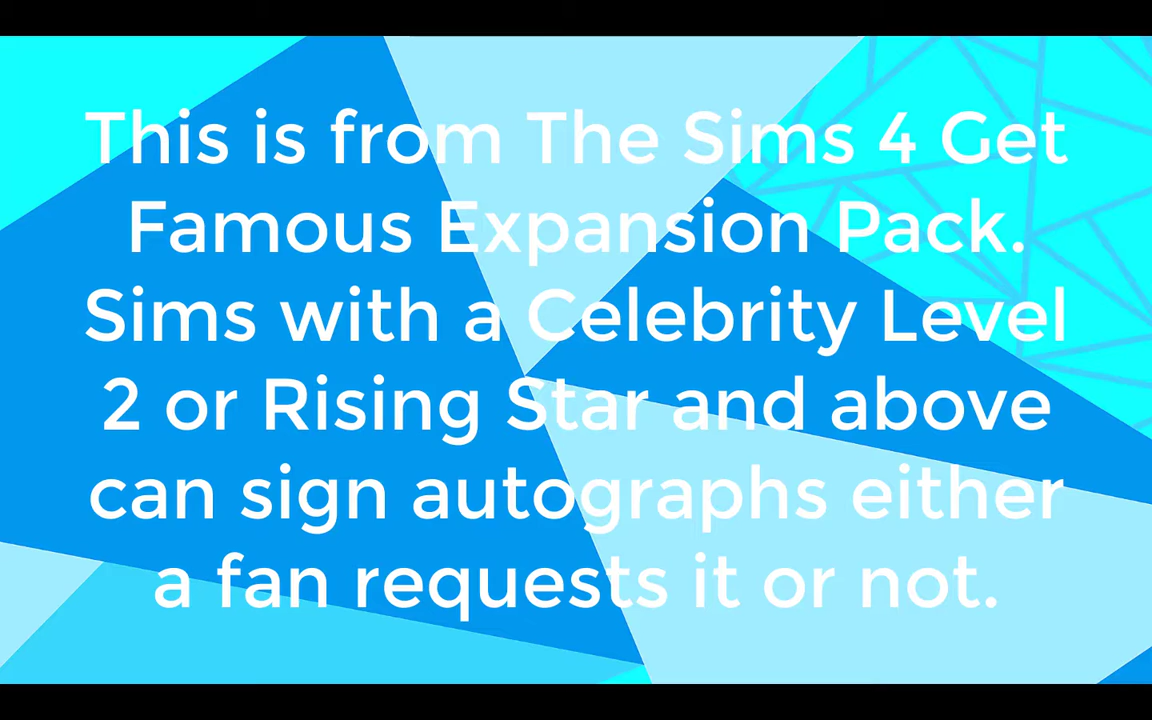 This is from The Sims 4 Get
Famous Expansion Pack.
Sims with a Celebrity Level
2 or Rising Star and above
can sign autographs either
a fan requests it or not.